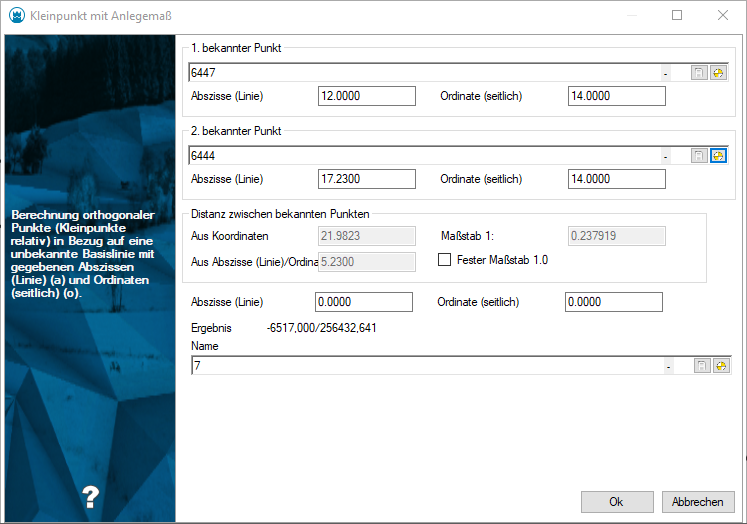 Kleinpunkt mit Anlegemaß
1. bekannter Punkt
6447
Abszisse (Linie) 12.0000 Ordinate (seitlich) 14.0000
2. bekannter Punkt
6444
Abszisse (Linie) 17.2300 Ordinate (seitlich) 14.0000
Berechnung orthogonaler
Punkte (Kleinpunkte
relativ) in Bezug auf eine
unbekannte Basislinie mit
gegebenen Abszissen
(Linie) (a) und Ordinaten
(seitlich) (o).
Distanz zwischen bekannten Punkten
Aus Koordinaten 21.9823 Maßstab 1: 0.237919
Aus Abszisse (Linie)/Ordina 5.2300 Fester Maßstab 1.0
Abszisse (Linie) 0.0000 Ordinate (seitlich) 0.0000
Ergebnis -6517,000/256432,641
Name
7
?
Ok Abbrechen